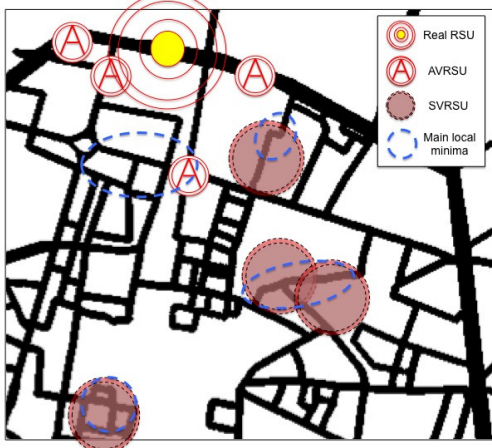 A
A
A
A
Real RSU
A
AVRSU
SVRSU
Main local
minima